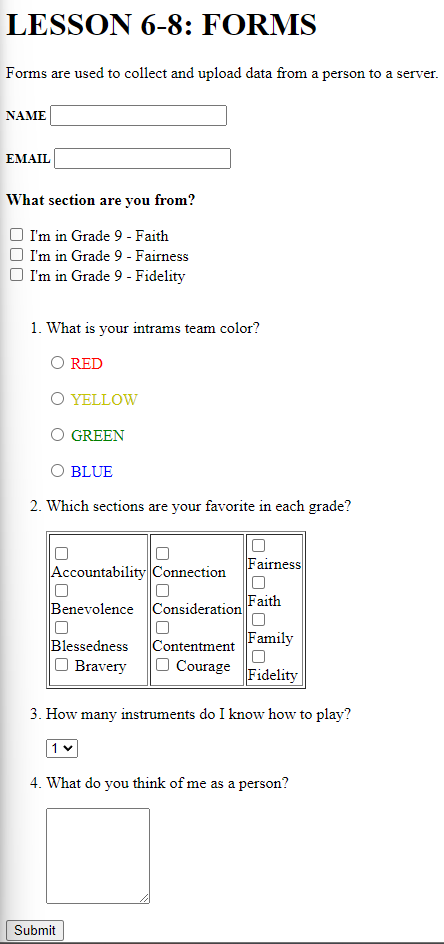 LESSON 6-8: FORMS
Forms are used to collect and upload data from a person to a server.
NAME
EMAIL
What section are you from?
I'm in Grade 9 - Faith
I'm in Grade 9 - Fairness
I'm in Grade 9 - Fidelity
1. What is your intrams team color?
RED
YELLOW
GREEN
BLUE
2. Which sections are your favorite in each grade?
Accountability
Benevolence
Blessedness
Bravery
Connection
Consideration
Contentment
Courage
Fairness
Faith
Family
Fidelity
3. How many instruments do I know how to play?
1
4. What do you think of me as a person?
Submit